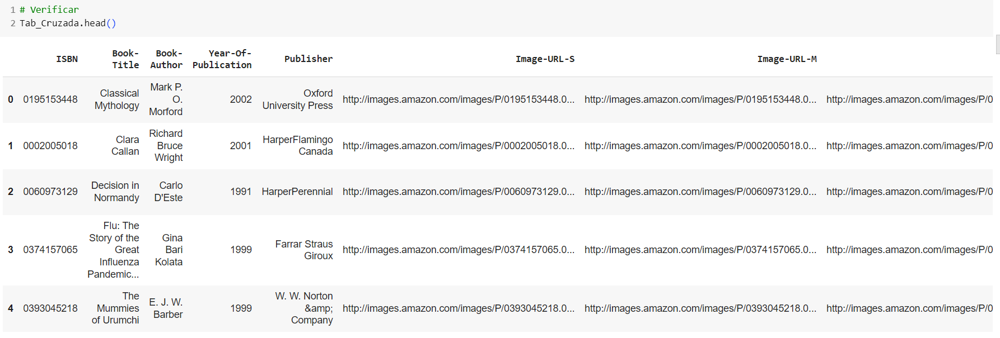 1 # Verificar
2 Tab_Cruzada.head()
ISBN Book-Title Book-Author Year-Of-Publication Publisher Image-URL-S Image-URL-M
0 0195153448 Classical Mythology Mark P. O. Morford 2002 Oxford University Press http://images.amazon.com/images/P/0195153448.0... http://images.amazon.com/images/P/0195153448.0... http://images.amazon.com/images/P/0
1 0002005018 Clara Callan Richard Bruce Wright 2001 HarperFlamingo Canada http://images.amazon.com/images/P/0002005018.0... http://images.amazon.com/images/P/0002005018.0... http://images.amazon.com/images/P/0
2 0060973129 Decision in Normandy Carlo D'Este 1991 HarperPerennial http://images.amazon.com/images/P/0060973129.0... http://images.amazon.com/images/P/0060973129.0... http://images.amazon.com/images/P/0
3 0374157065 Flu: The Story of the Great Influenza Pandemic... Gina Bari Kolata 1999 Farrar Straus Giroux http://images.amazon.com/images/P/0374157065.0... http://images.amazon.com/images/P/0374157065.0... http://images.amazon.com/images/P/0
4 0393045218 The Mummies of Urumchi E. J. W. Barber 1999 W. W. Norton &amp; Company http://images.amazon.com/images/P/0393045218.0... http://images.amazon.com/images/P/0393045218.0... http://images.amazon.com/images/P/0